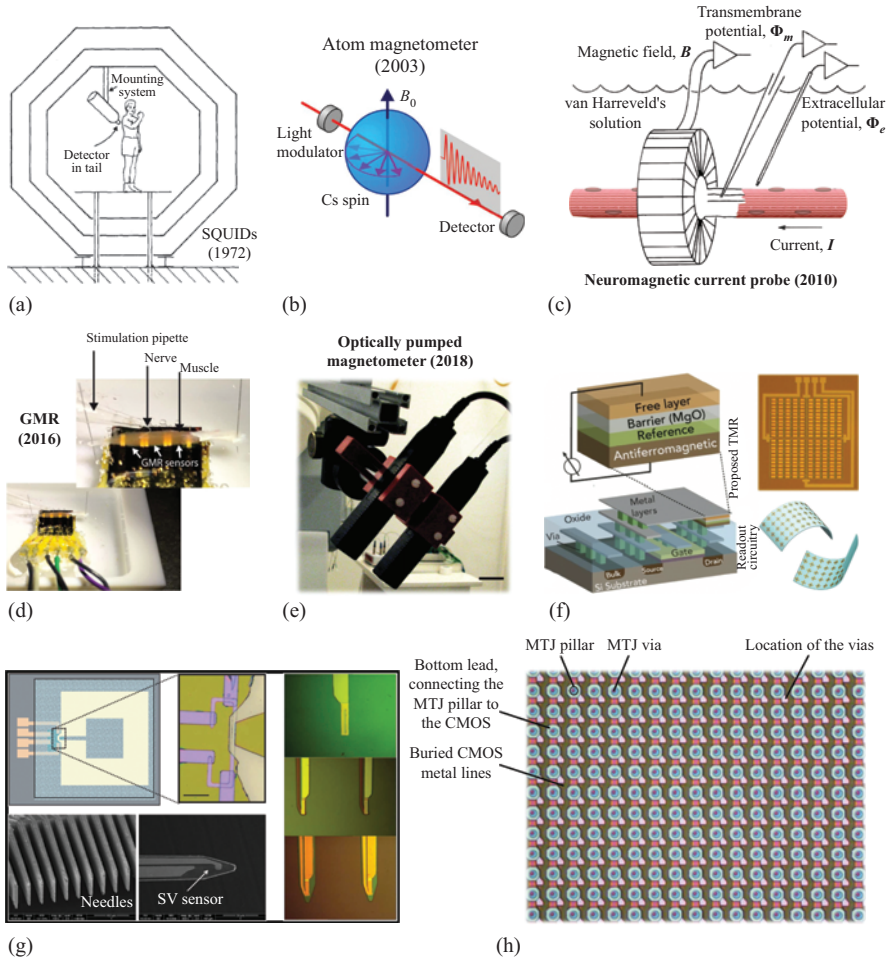 Mounting
system
Detector
in tail
SQUIDs
(1972)
(a)
Atom magnetometer
(2003)
B0
Light
modulator
Cs spin
Detector
(b)
Transmembrane
potential, Φm
Magnetic field, B
van Harreveld's
solution
Extracellular
potential, Φe
Current, I
Neuromagnetic current probe (2010)
(c)
Stimulation pipette
Nerve
Muscle
GMR
(2016)
GMR sensors
(d)
Optically pumped
magnetometer (2018)
(e)
Free layer
Barrier (MgO)
Reference
Antiferromagnetic
Proposed TMR
Metal
layers
Oxide
Via
Gate
Bulk
Source
Drain
Si Substrate
Readout
circuitry
(f)
Needles
SV sensor
(g)
MTJ pillar
MTJ via
Location of the vias
Bottom lead,
connecting the
MTJ pillar to
the CMOS
Buried CMOS
metal lines
(h)